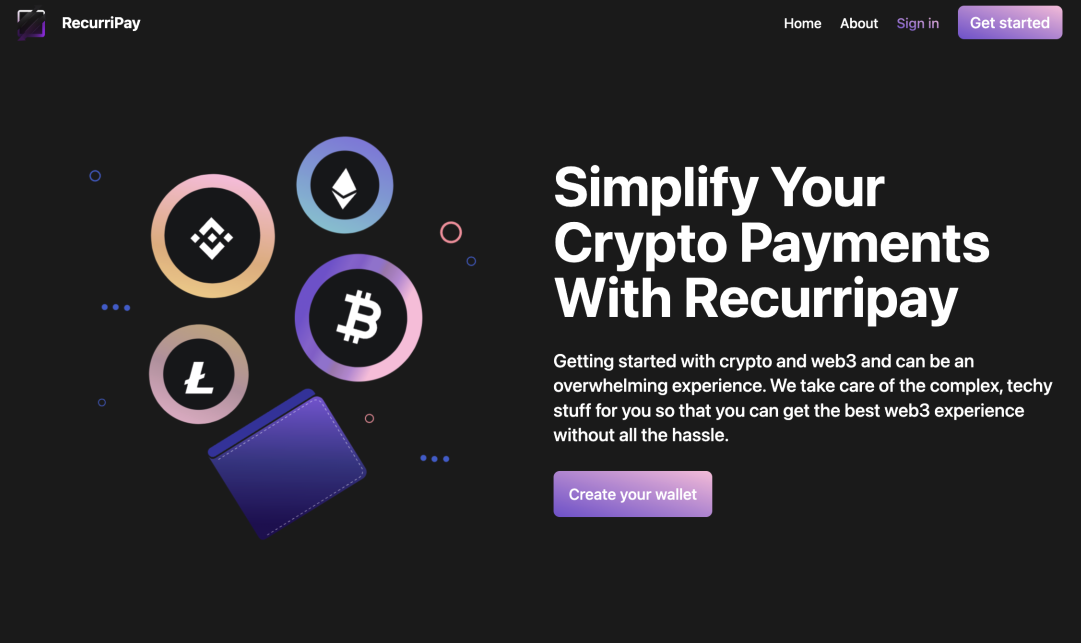 RecurriPay
Home
About
Sign in
Get started
Simplify Your
Crypto Payments
With Recurripay
Getting started with crypto and web3 and can be an
overwhelming experience. We take care of the complex, techy
stuff for you so that you can get the best web3 experience
without all the hassle.
Create your wallet